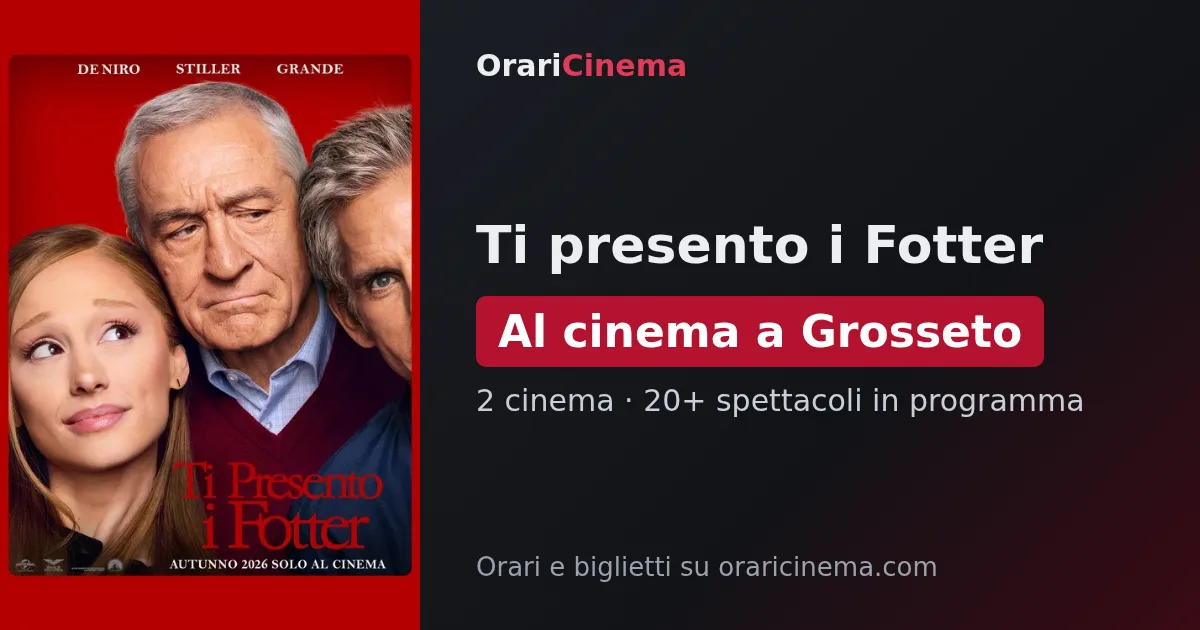 DE NIRO STILLER GRANDE
Ti Presento
i Fotter
AUTUNNO 2026 SOLO AL CINEMA
OrariCinema
Ti presento i Fotter
Al cinema a Grosseto
2 cinema · 20+ spettacoli in programma
Orari e biglietti su oraricinema.com